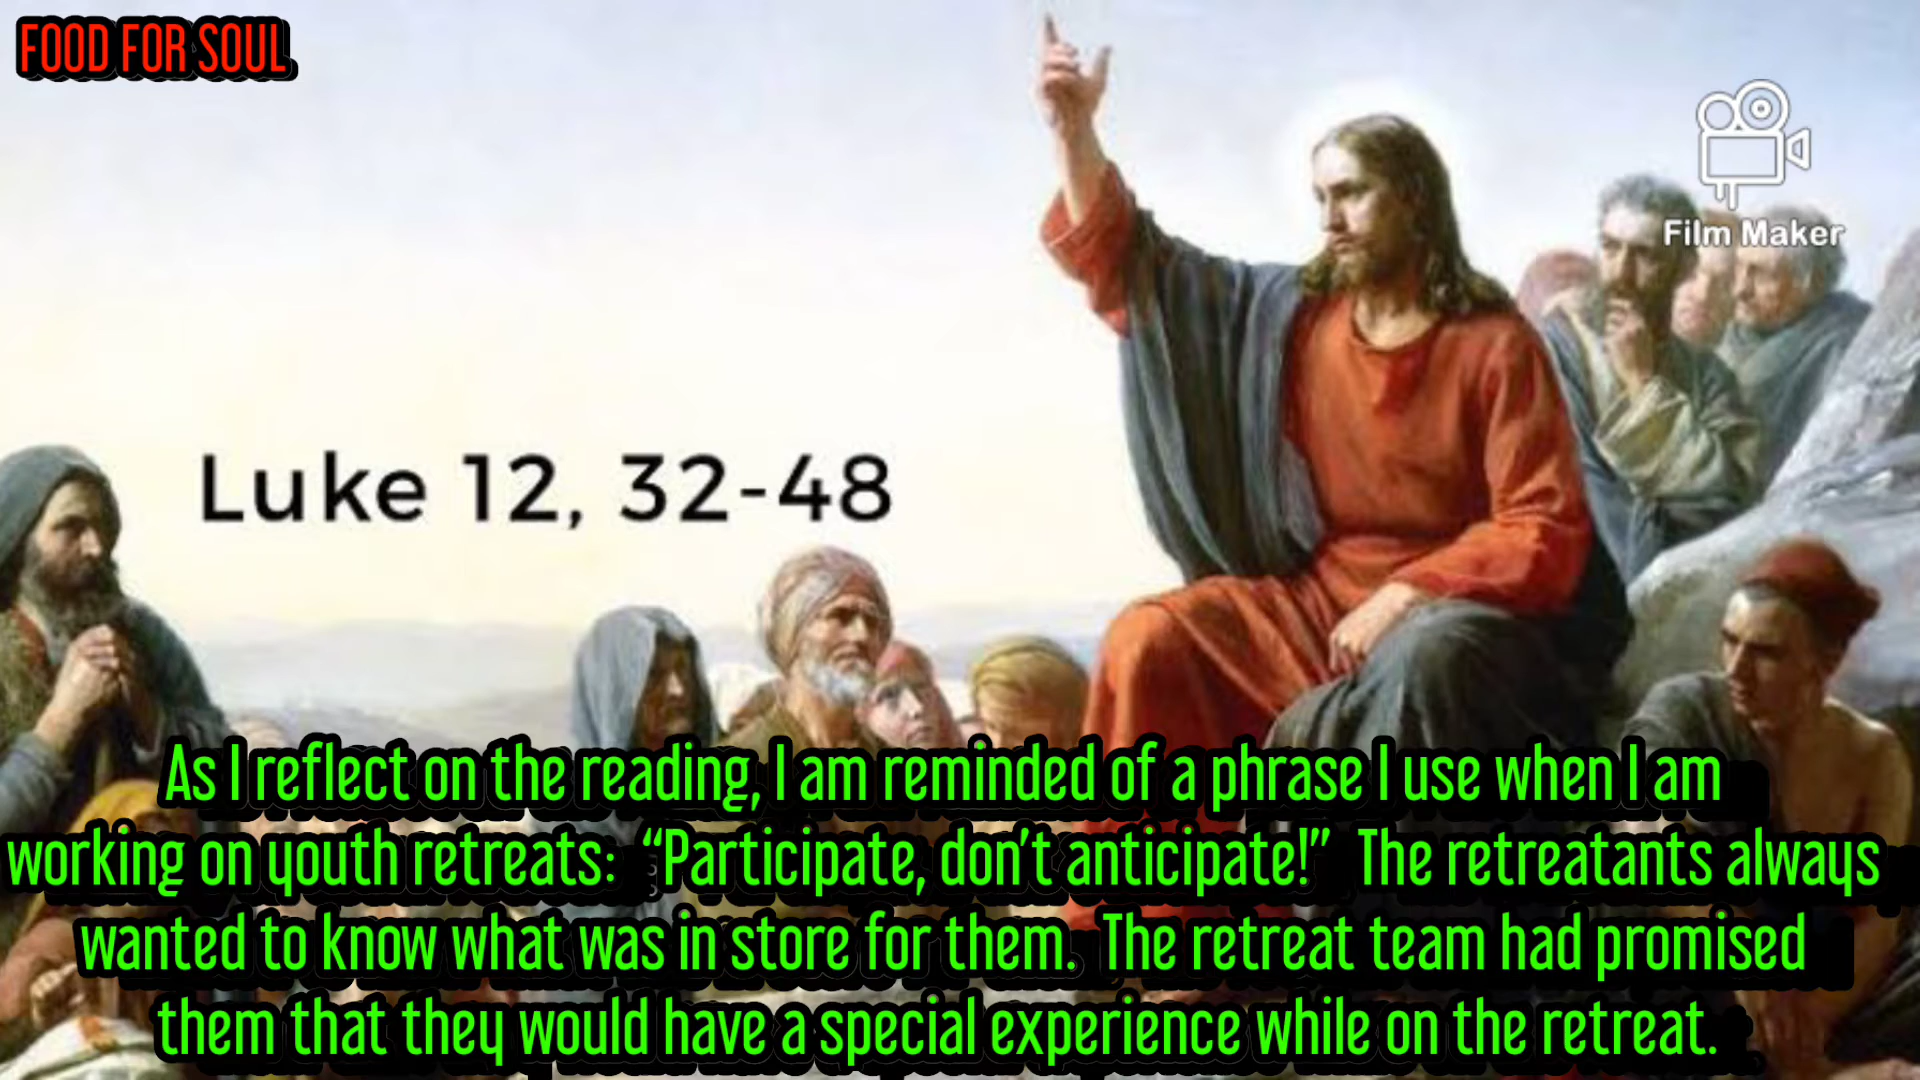 FOOD FOR SOUL
Film Maker
Luke 12, 32-48
As I reflect on the reading, I am reminded of a phrase I use when I am
working on youth retreats:  “Participate, don’t anticipate!”  The retreatants always
wanted to know what was in store for them.  The retreat team had promised
them that they would have a special experience while on the retreat.